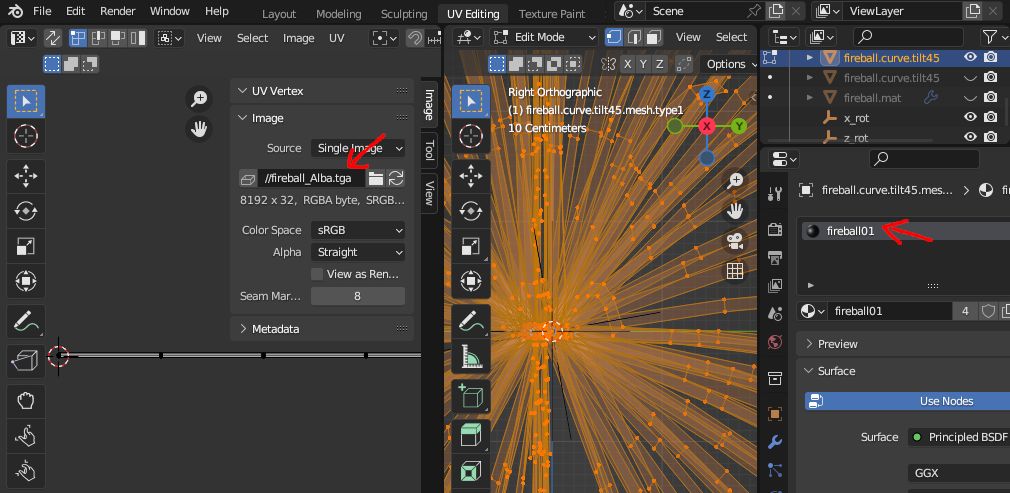 File Edit Render Window Help Layout Modeling Sculpting UV Editing Texture Paint Scene ViewLayer
View Select Image UV Edit Mode View Select
X Y Z Options
UV Vertex
Image
Source Single Image
//fireball_Alba.tga
8192 x 32, RGBA byte, SRGB...
Color Space sRGB
Alpha Straight
View as Ren...
Seam Mar... 8
Metadata
Image
Tool
View
Right Orthographic
(1) fireball.curve.tilt45.mesh.type1
10 Centimeters
Z
X
Y
fireball.curve.tilt45
fireball.curve.tilt45
fireball.mat
x_rot
z_rot
fireball.curve.tilt45.mes...
fireball01
fireball01 4
Preview
Surface
Use Nodes
Surface Principled BSDF
GGX